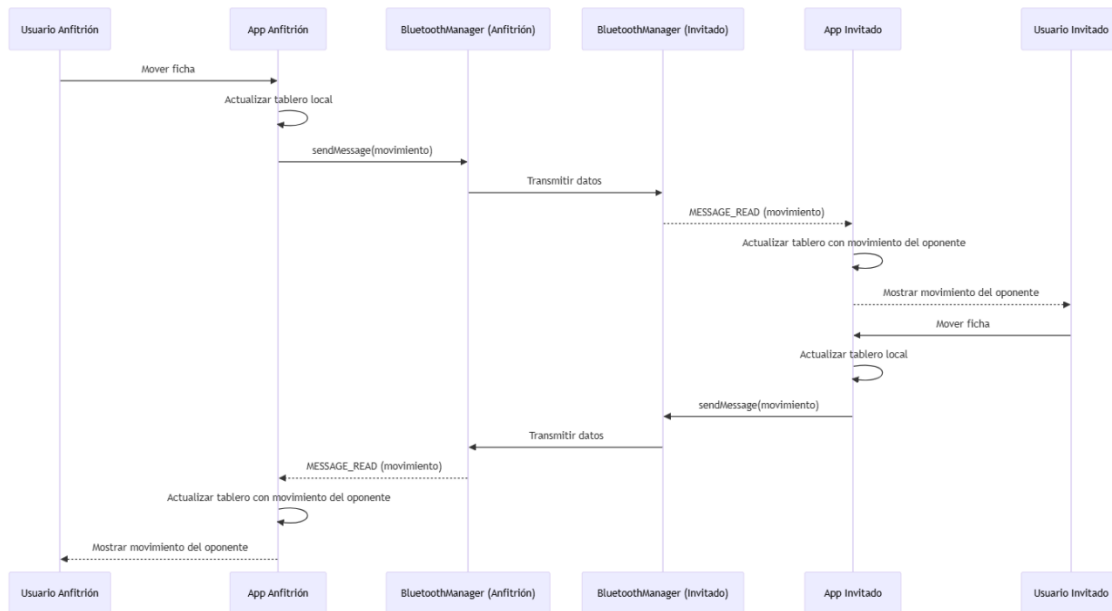 Usuario Anfitrión
App Anfitrión
BluetoothManager (Anfitrión)
BluetoothManager (Invitado)
App Invitado
Usuario Invitado
Mover ficha
Actualizar tablero local
sendMessage(movimiento)
Transmitir datos
MESSAGE_READ (movimiento)
Actualizar tablero con movimiento del oponente
Mostrar movimiento del oponente
Mover ficha
Actualizar tablero local
sendMessage(movimiento)
Transmitir datos
MESSAGE_READ (movimiento)
Actualizar tablero con movimiento del oponente
Mostrar movimiento del oponente
Usuario Anfitrión
App Anfitrión
BluetoothManager (Anfitrión)
BluetoothManager (Invitado)
App Invitado
Usuario Invitado